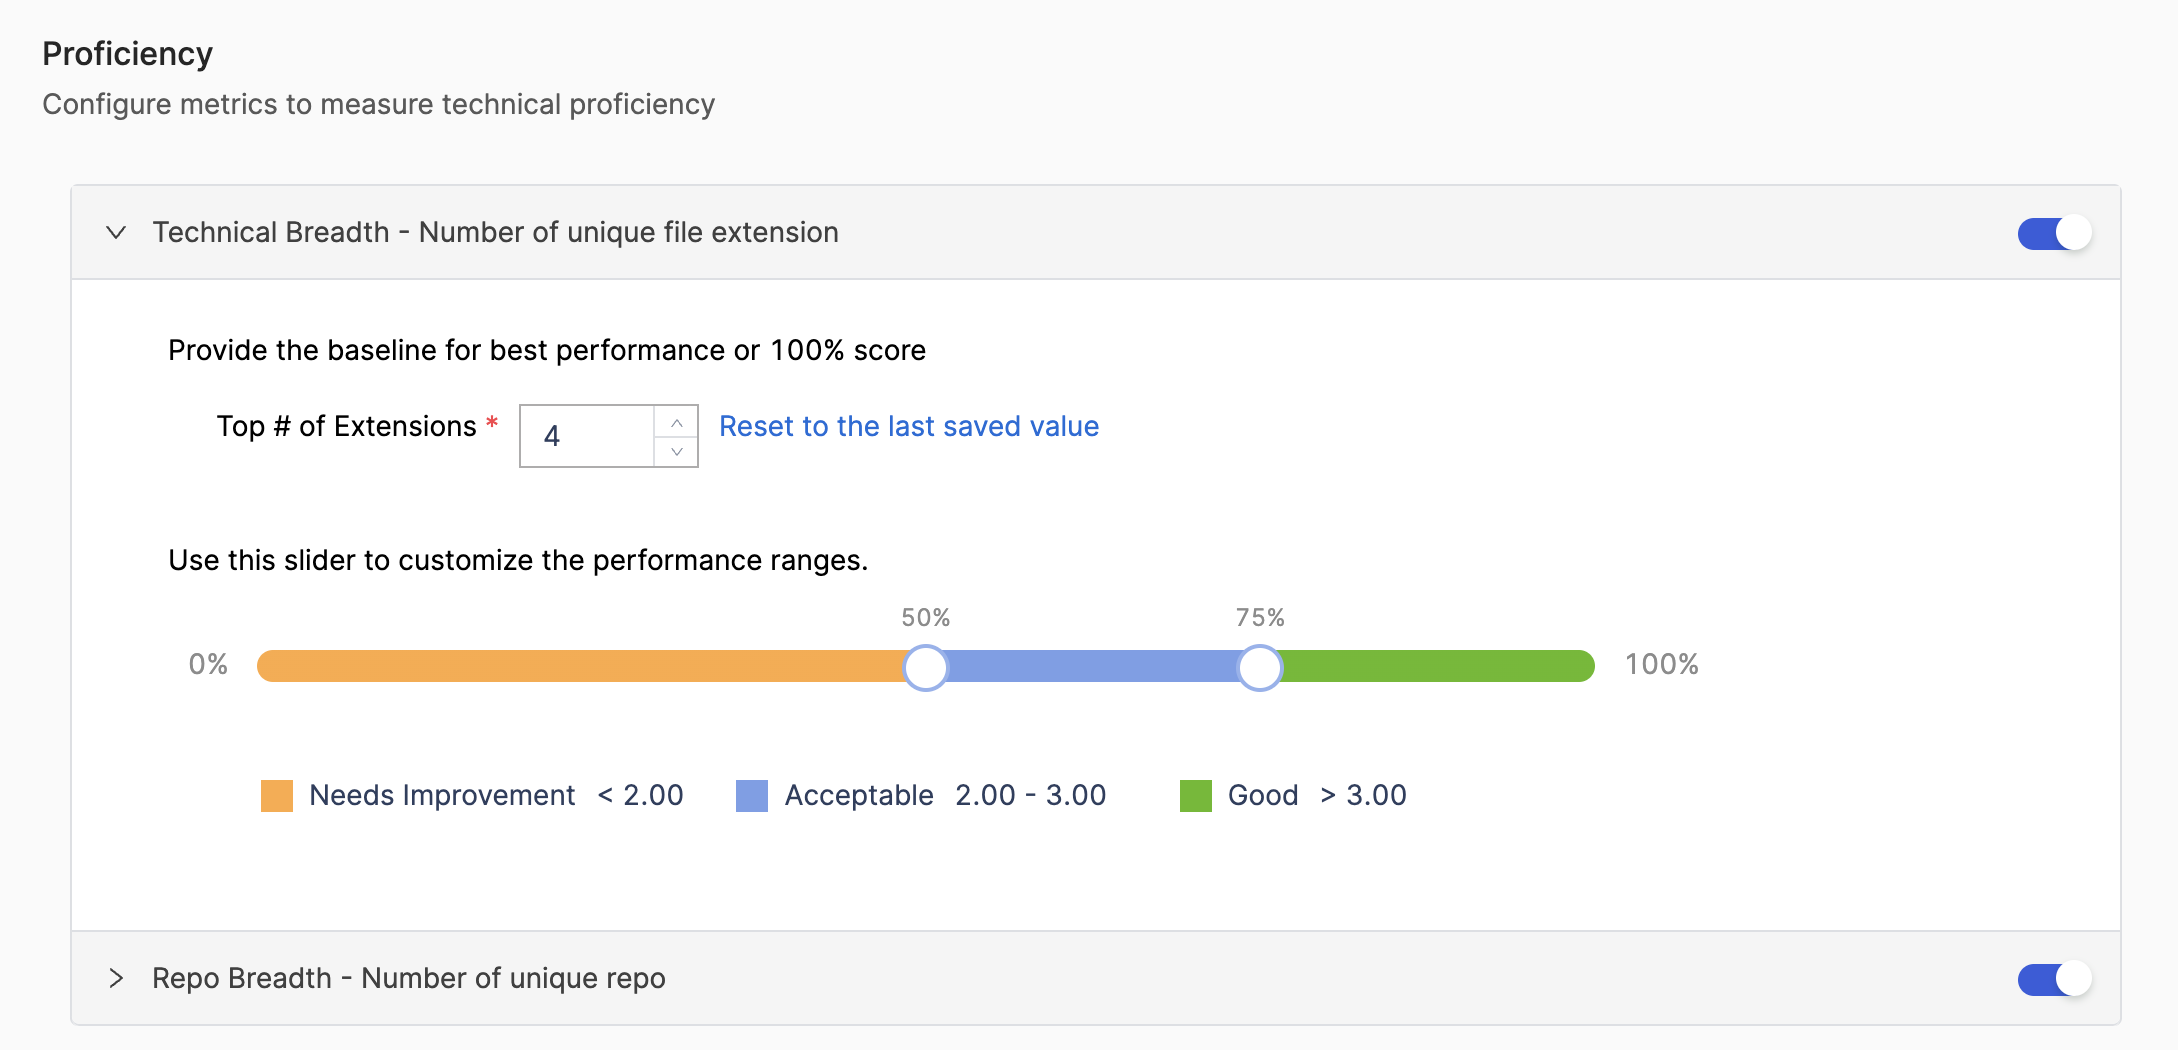 Proficiency
Configure metrics to measure technical proficiency
Technical Breadth - Number of unique file extension
Provide the baseline for best performance or 100% score
Top # of Extensions * 4 Reset to the last saved value
Use this slider to customize the performance ranges.
50% 75%
0% 100%
Needs Improvement < 2.00 Acceptable 2.00 - 3.00 Good > 3.00
Repo Breadth - Number of unique repo